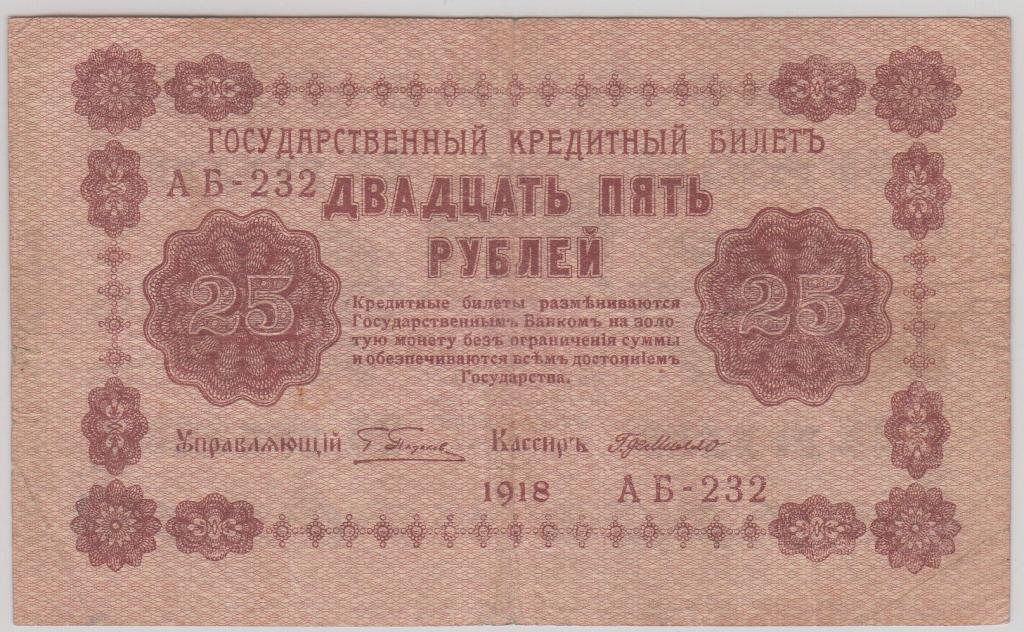 ГОСУДАРСТВЕННЫЙ КРЕДИТНЫЙ БИЛЕТЪ
АБ-232
ДВАДЦАТЬ ПЯТЬ
РУБЛЕЙ
25
25
Кредитные билеты размѣниваются
Государственнымъ Банкомъ на золо-
тую монету безъ ограниченія суммы
и обезпечиваются всѣмъ достояніемъ
Государства.
Управляющій
Кассиръ
1918 АБ-232